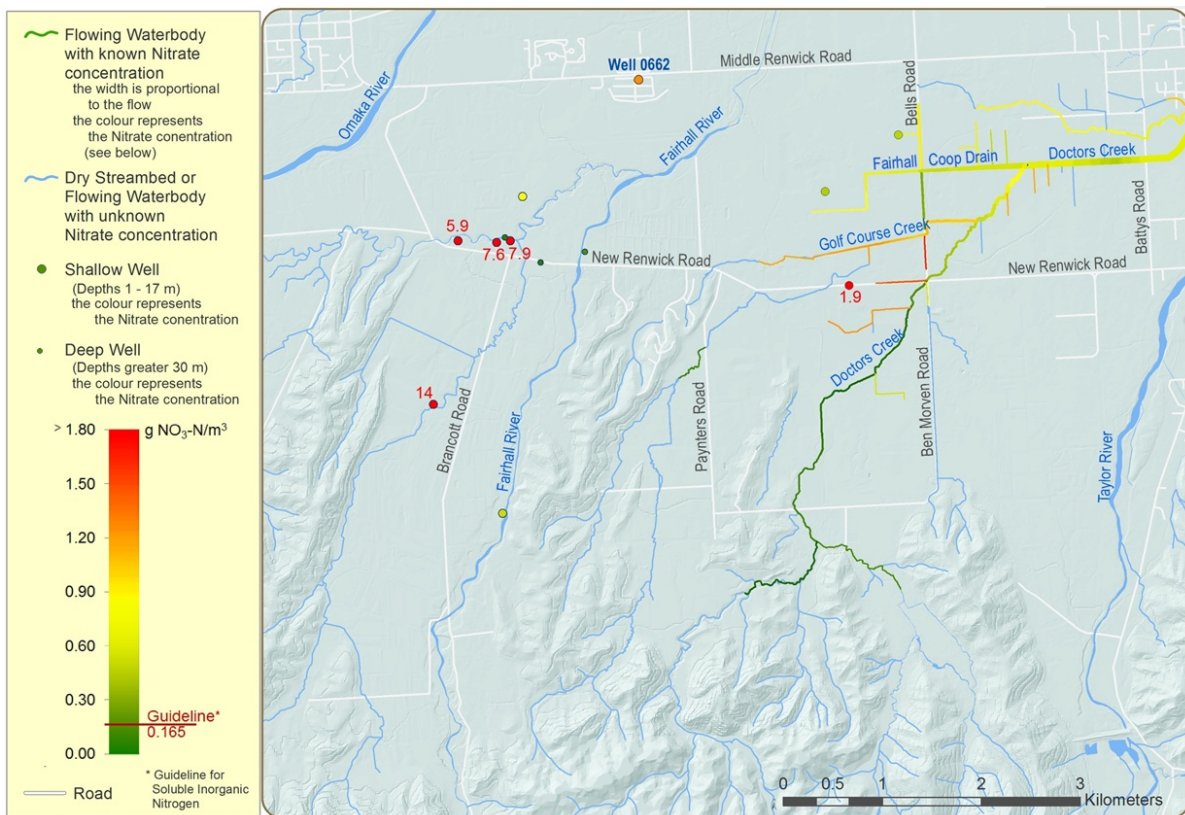 Flowing Waterbody
with known Nitrate
concentration
the width is proportional
to the flow
the colour represents
the Nitrate conentration
(see below)
Dry Streambed or
Flowing Waterbody
with unknown
Nitrate concentration
Shallow Well
(Depths 1 - 17 m)
the colour represents
the Nitrate conentration
Deep Well
(Depths greater 30 m)
the colour represents
the Nitrate conentration
> 1.80 g NO3-N/m³
1.50
1.20
0.90
0.60
0.30
Guideline*
0.165
0.00
* Guideline for
Soluble Inorganic
Nitrogen
Road
Middle Renwick Road
Well 0662
Omaka River
Bells Road
Fairhall River
Fairhall Coop Drain Doctors Creek
Battys Road
5.9
7.6
7.9
Golf Course Creek
New Renwick Road
New Renwick Road
1.9
Doctors Creek
14
Brancott Road
Paynters Road
Ben Morven Road
Fairhall River
Taylor River
0 0.5 1 2 3
Kilometers